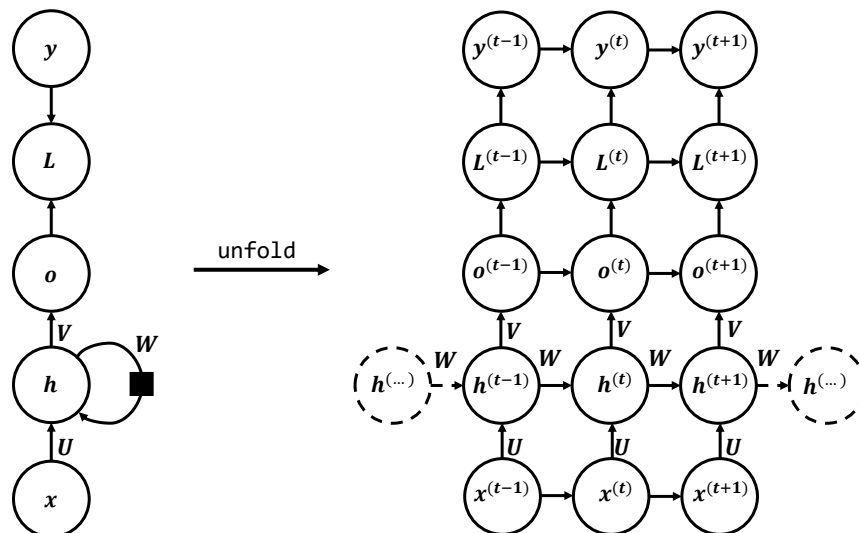 y
y^(t−1) y^(t) y^(t+1)
L
L^(t−1) L^(t) L^(t+1)
unfold
o
o^(t−1) o^(t) o^(t+1)
V W
V V V
h
h^(…) W h^(t−1) W h^(t) W h^(t+1) W h^(…)
U
U U U
x
x^(t−1) x^(t) x^(t+1)